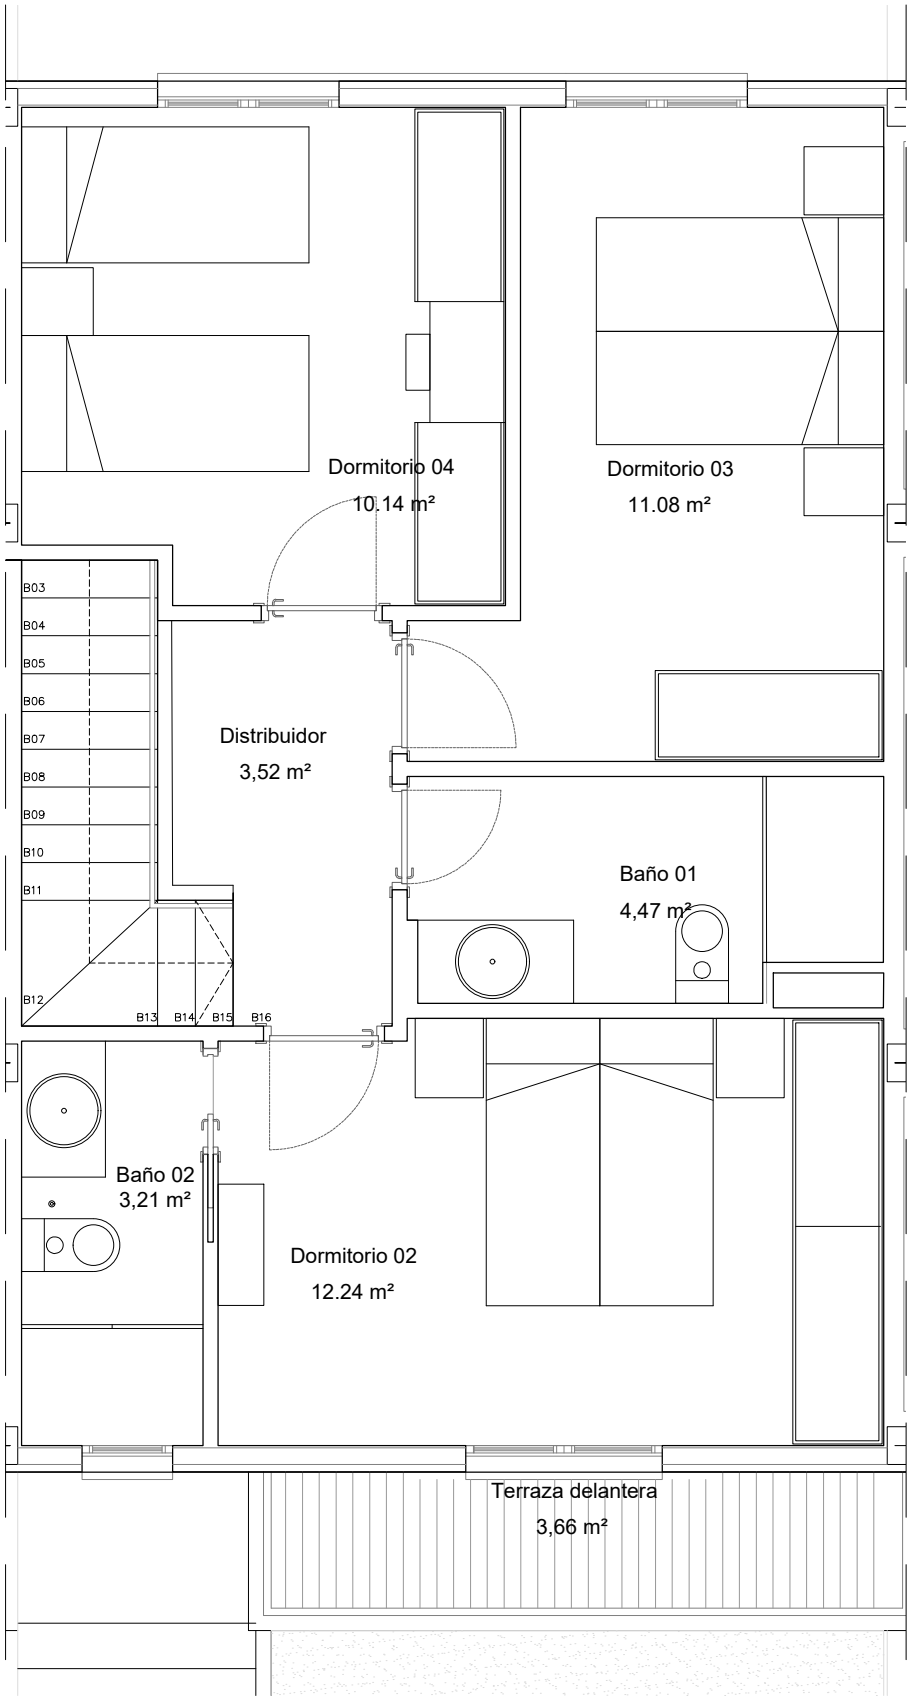 Dormitorio 04
10.14 m²
Dormitorio 03
11.08 m²
B03
B04
B05
B06
B07
B08
B09
B10
B11
B12
B13
B14
B15
B16
Distribuidor
3,52 m²
Baño 01
4,47 m²
Baño 02
3,21 m²
Dormitorio 02
12.24 m²
Terraza delantera
3,66 m²